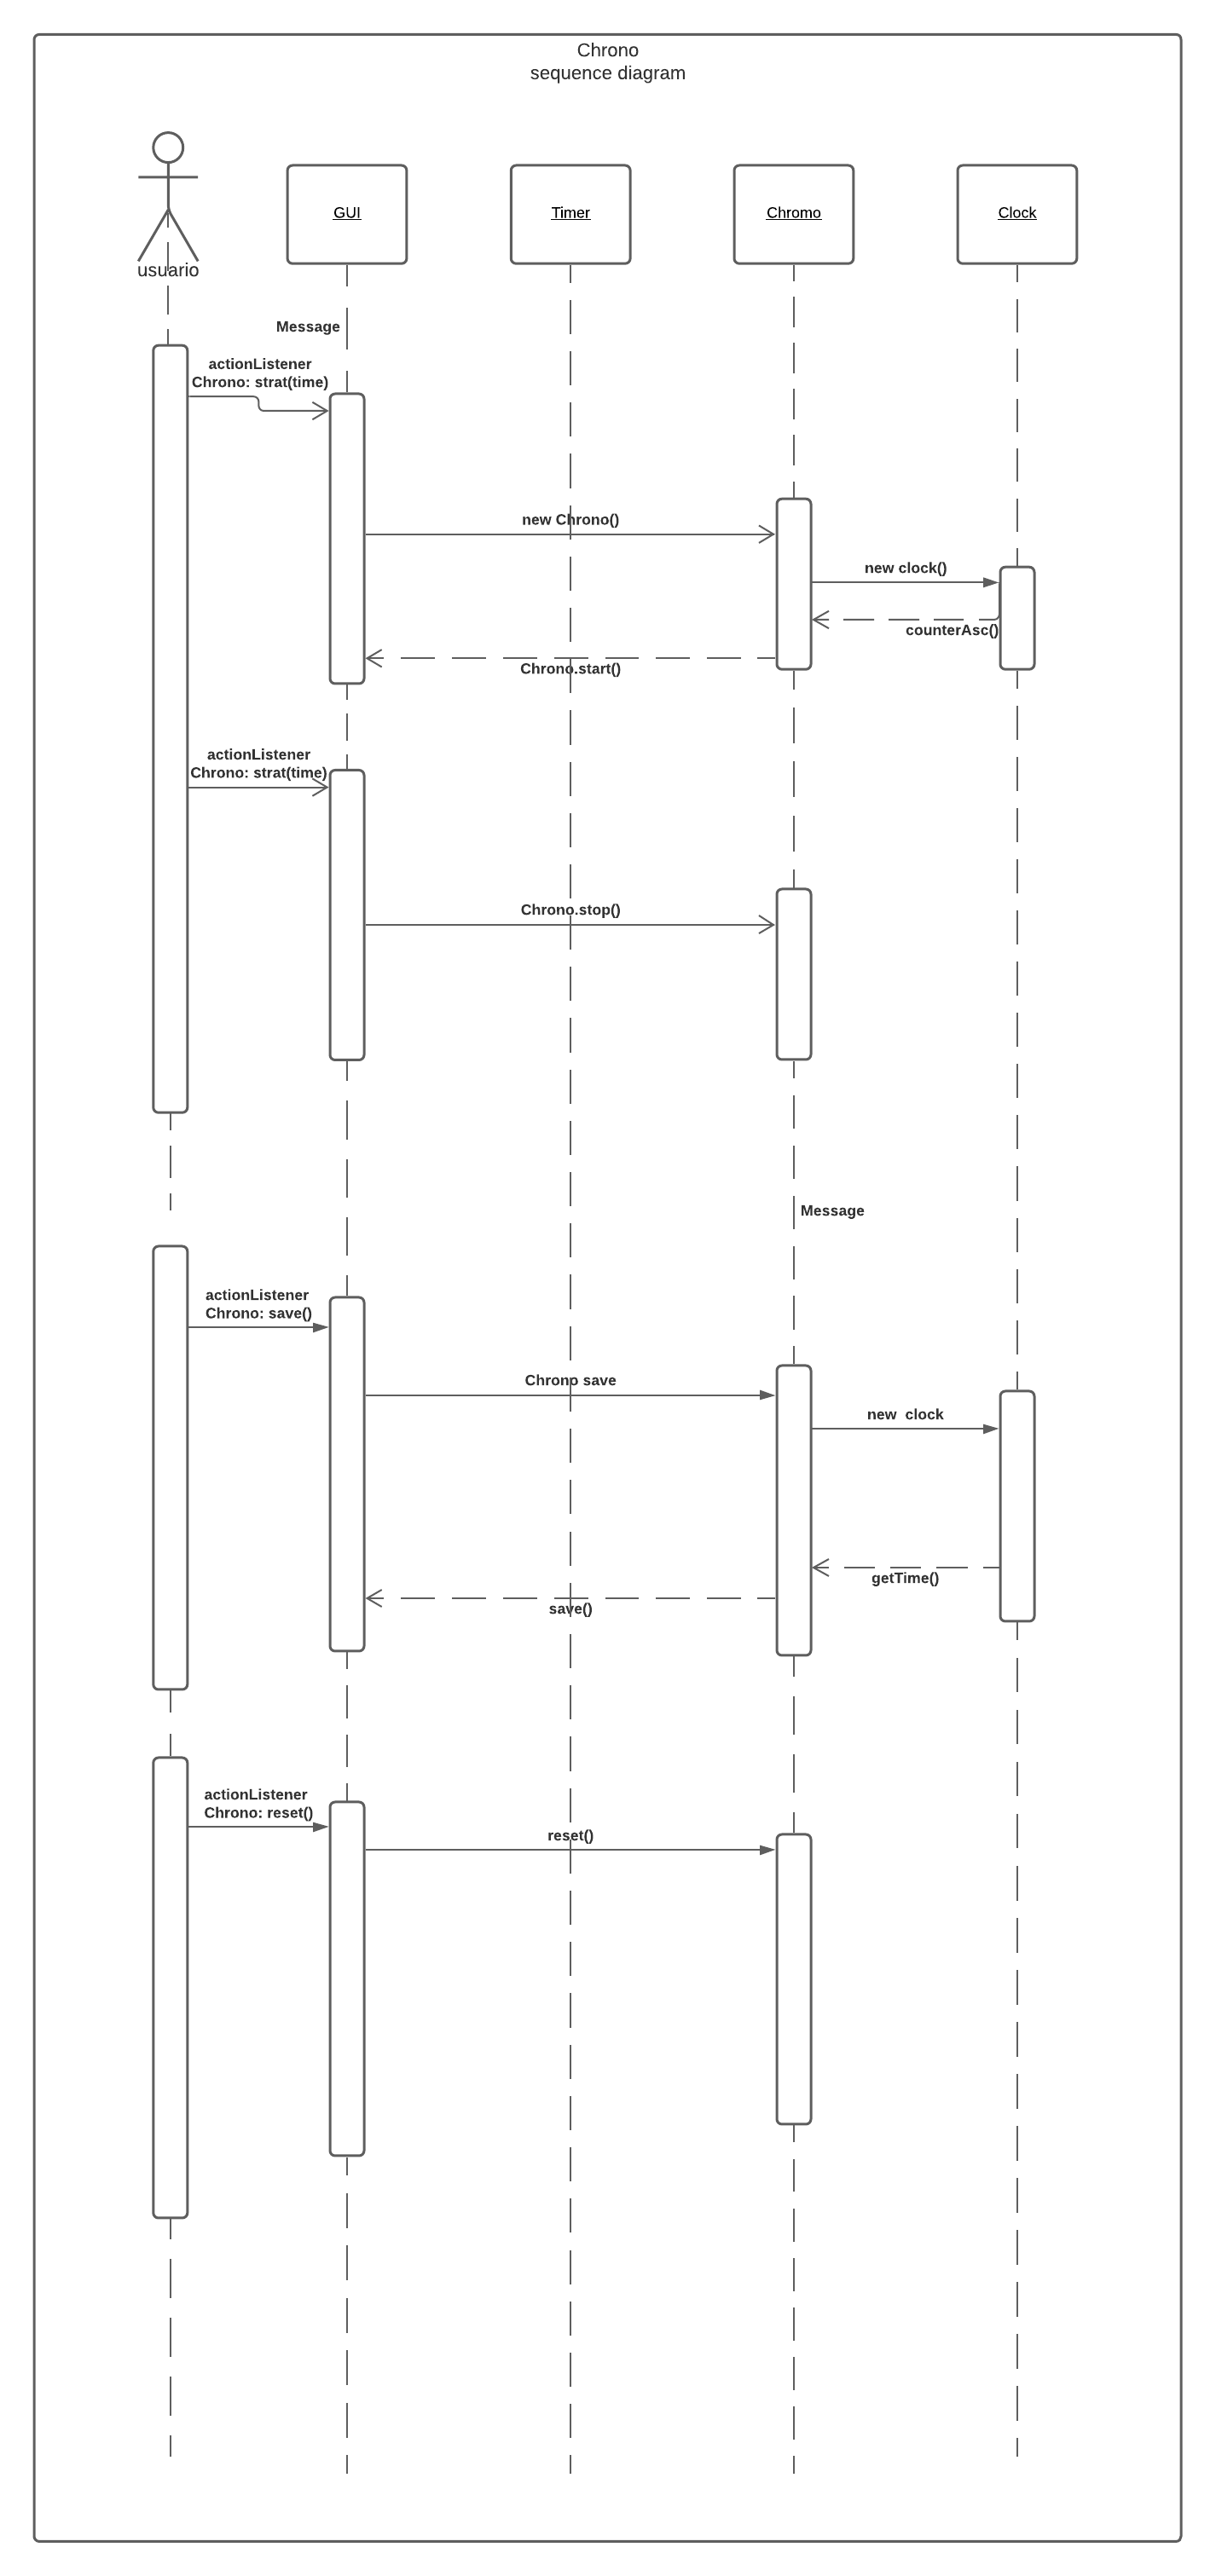 Chrono
sequence diagram
usuario
GUI
Timer
Chromo
Clock
Message
actionListener
Chrono: strat(time)
new Chrono()
new clock()
counterAsc()
Chrono.start()
actionListener
Chrono: strat(time)
Chrono.stop()
Message
actionListener
Chrono: save()
Chrono save
new clock
getTime()
save()
actionListener
Chrono: reset()
reset()